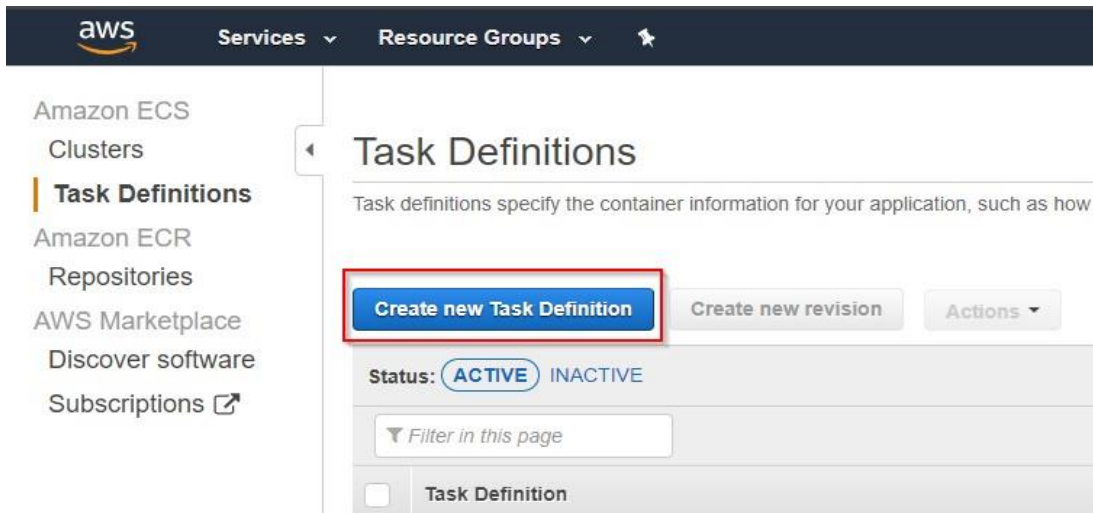 aws Services Resource Groups
Amazon ECS
Clusters
Task Definitions
Amazon ECR
Repositories
AWS Marketplace
Discover software
Subscriptions
Task Definitions
Task definitions specify the container information for your application, such as how
Create new Task Definition Create new revision Actions
Status: ACTIVE INACTIVE
Filter in this page
Task Definition